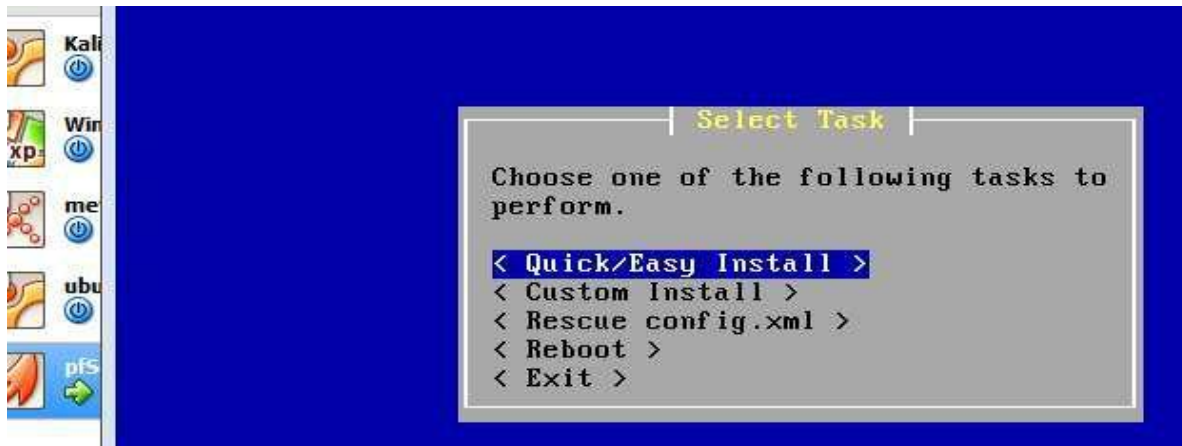 Kali
Win
xp
me
ubu
pfS
Select Task
Choose one of the following tasks to
perform.
< Quick/Easy Install >
< Custom Install >
< Rescue config.xml >
< Reboot >
< Exit >